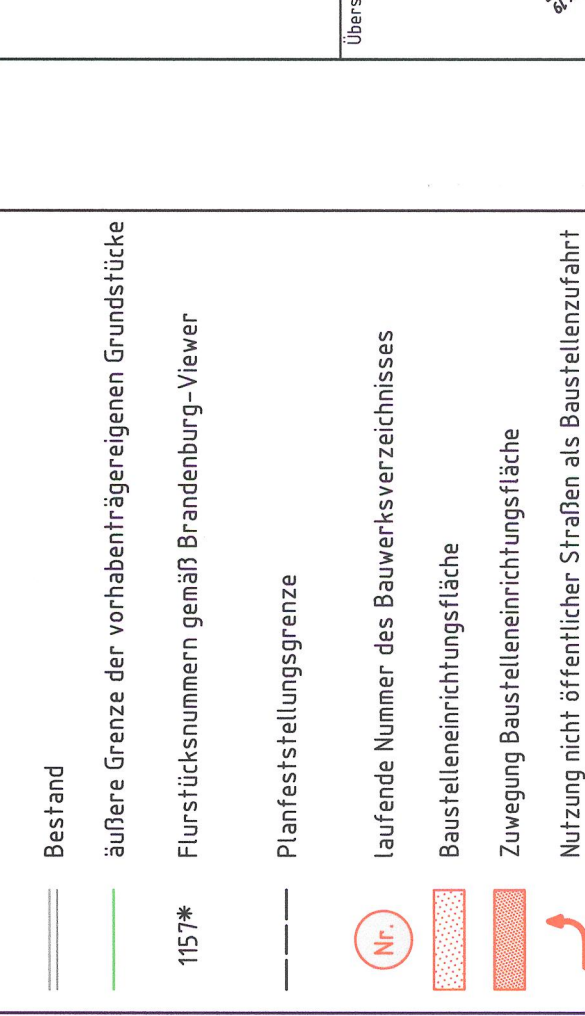 Bestand
äußere Grenze der vorhabenträgereigenen Grundstücke
1157* Flurstücksnummern gemäß Brandenburg-Viewer
Planfeststellungsgrenze
Nr. laufende Nummer des Bauwerksverzeichnisses
Baustelleneinrichtungsfläche
Zuwegung Baustelleneinrichtungsfläche
Nutzung nicht öffentlicher Straßen als Baustellenzufahrt
Übers